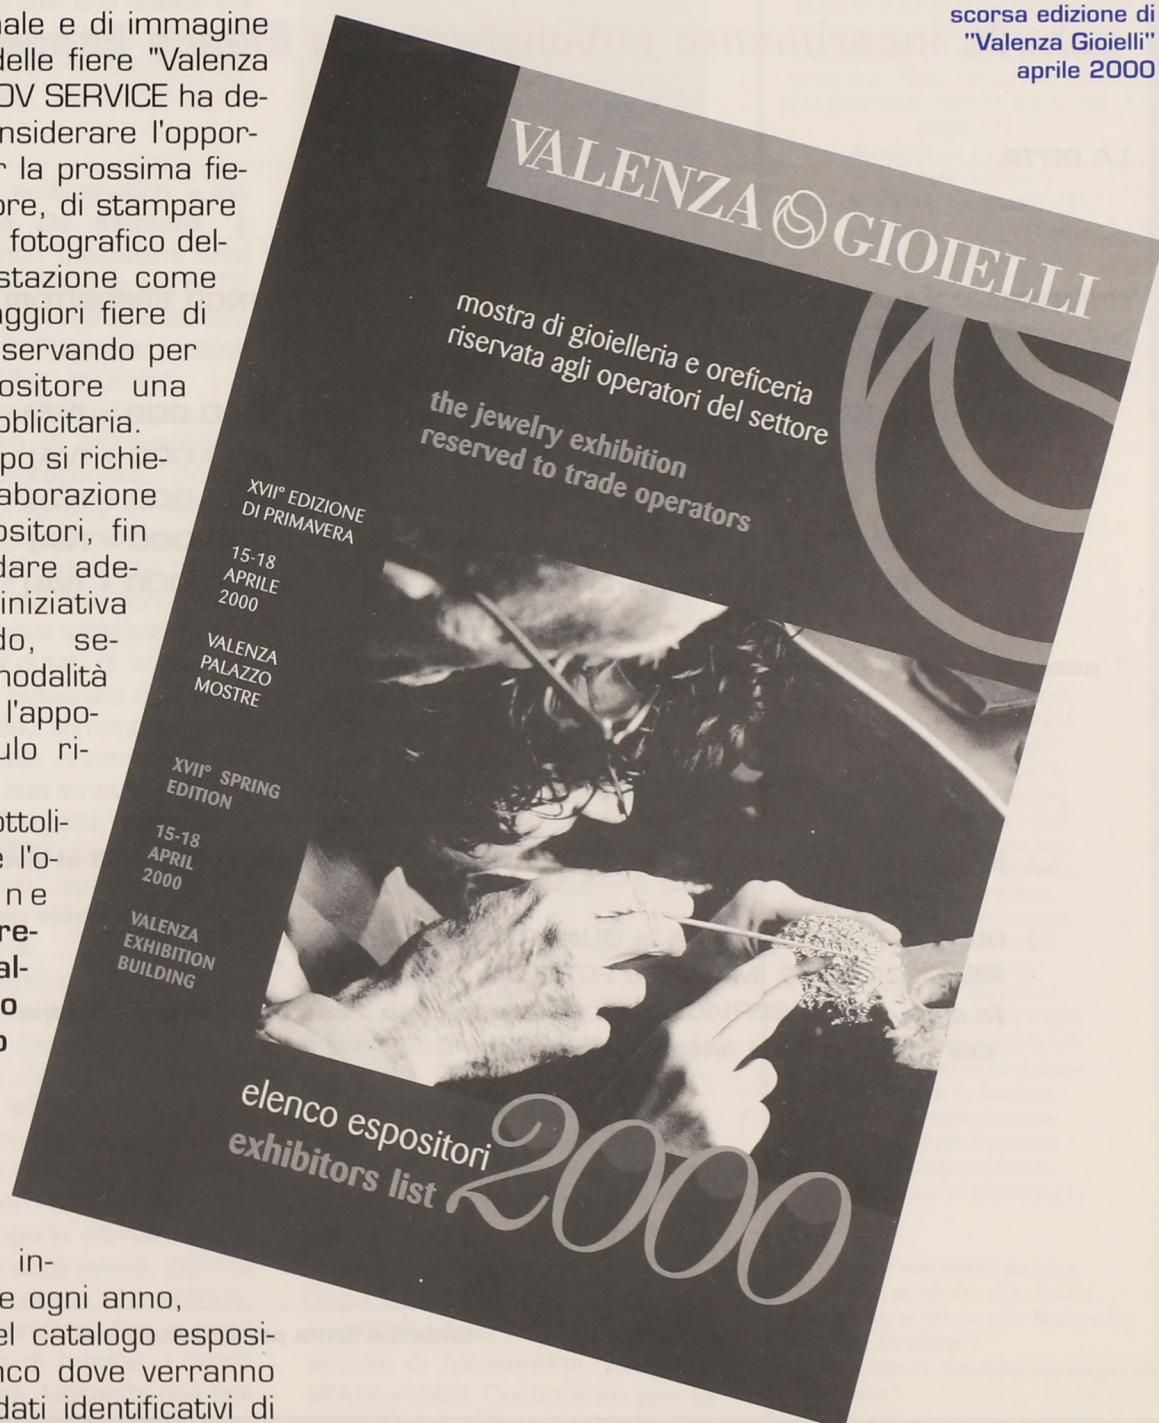 nale e di immagine
delle fiere "Valenza
OV SERVICE ha de-
nsiderare l'oppor-
r la prossima fie-
ore, di stampare
fotografico del-
stazione come
aggiori fiere di
servando per
ositore una
bblicitaria.
po si richie-
aborazione
ositori, fin
dare ade-
iniziativa
do, se-
modalità
l'appo-
ulo ri-
ottoli-
e l'o-
ne
re-
al-
o
o
in-
e ogni anno,
el catalogo esposi-
nco dove verranno
dati identificativi di
scorsa edizione di
"Valenza Gioielli"
aprile 2000
VALENZA GIOIELLI
mostra di gioielleria e oreficeria
riservata agli operatori del settore
the jewelry exhibition
reserved to trade operators
XVII° EDIZIONE
DI PRIMAVERA
15-18
APRILE
2000
VALENZA
PALAZZO
MOSTRE
XVII° SPRING
EDITION
15-18
APRIL
2000
VALENZA
EXHIBITION
BUILDING
elenco espositori
exhibitors list
2000